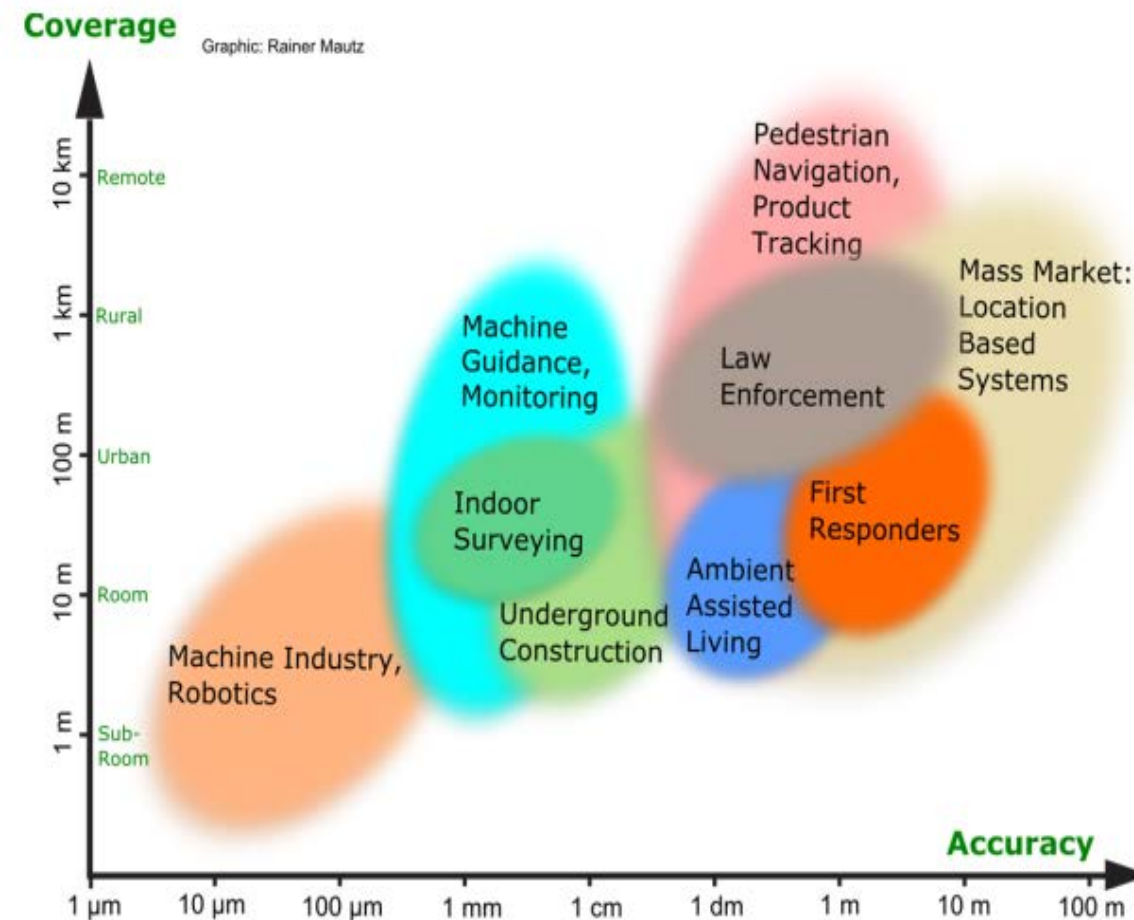 Coverage
Graphic: Rainer Mautz
10 km
Remote
1 km
Rural
100 m
Urban
10 m
Room
1 m
Sub-
Room
Pedestrian
Navigation,
Product
Tracking
Mass Market:
Location
Based
Systems
Machine
Guidance,
Monitoring
Law
Enforcement
Indoor
Surveying
First
Responders
Ambient
Assisted
Living
Underground
Construction
Machine Industry,
Robotics
Accuracy
1 µm 10 µm 100 µm 1 mm 1 cm 1 dm 1 m 10 m 100 m